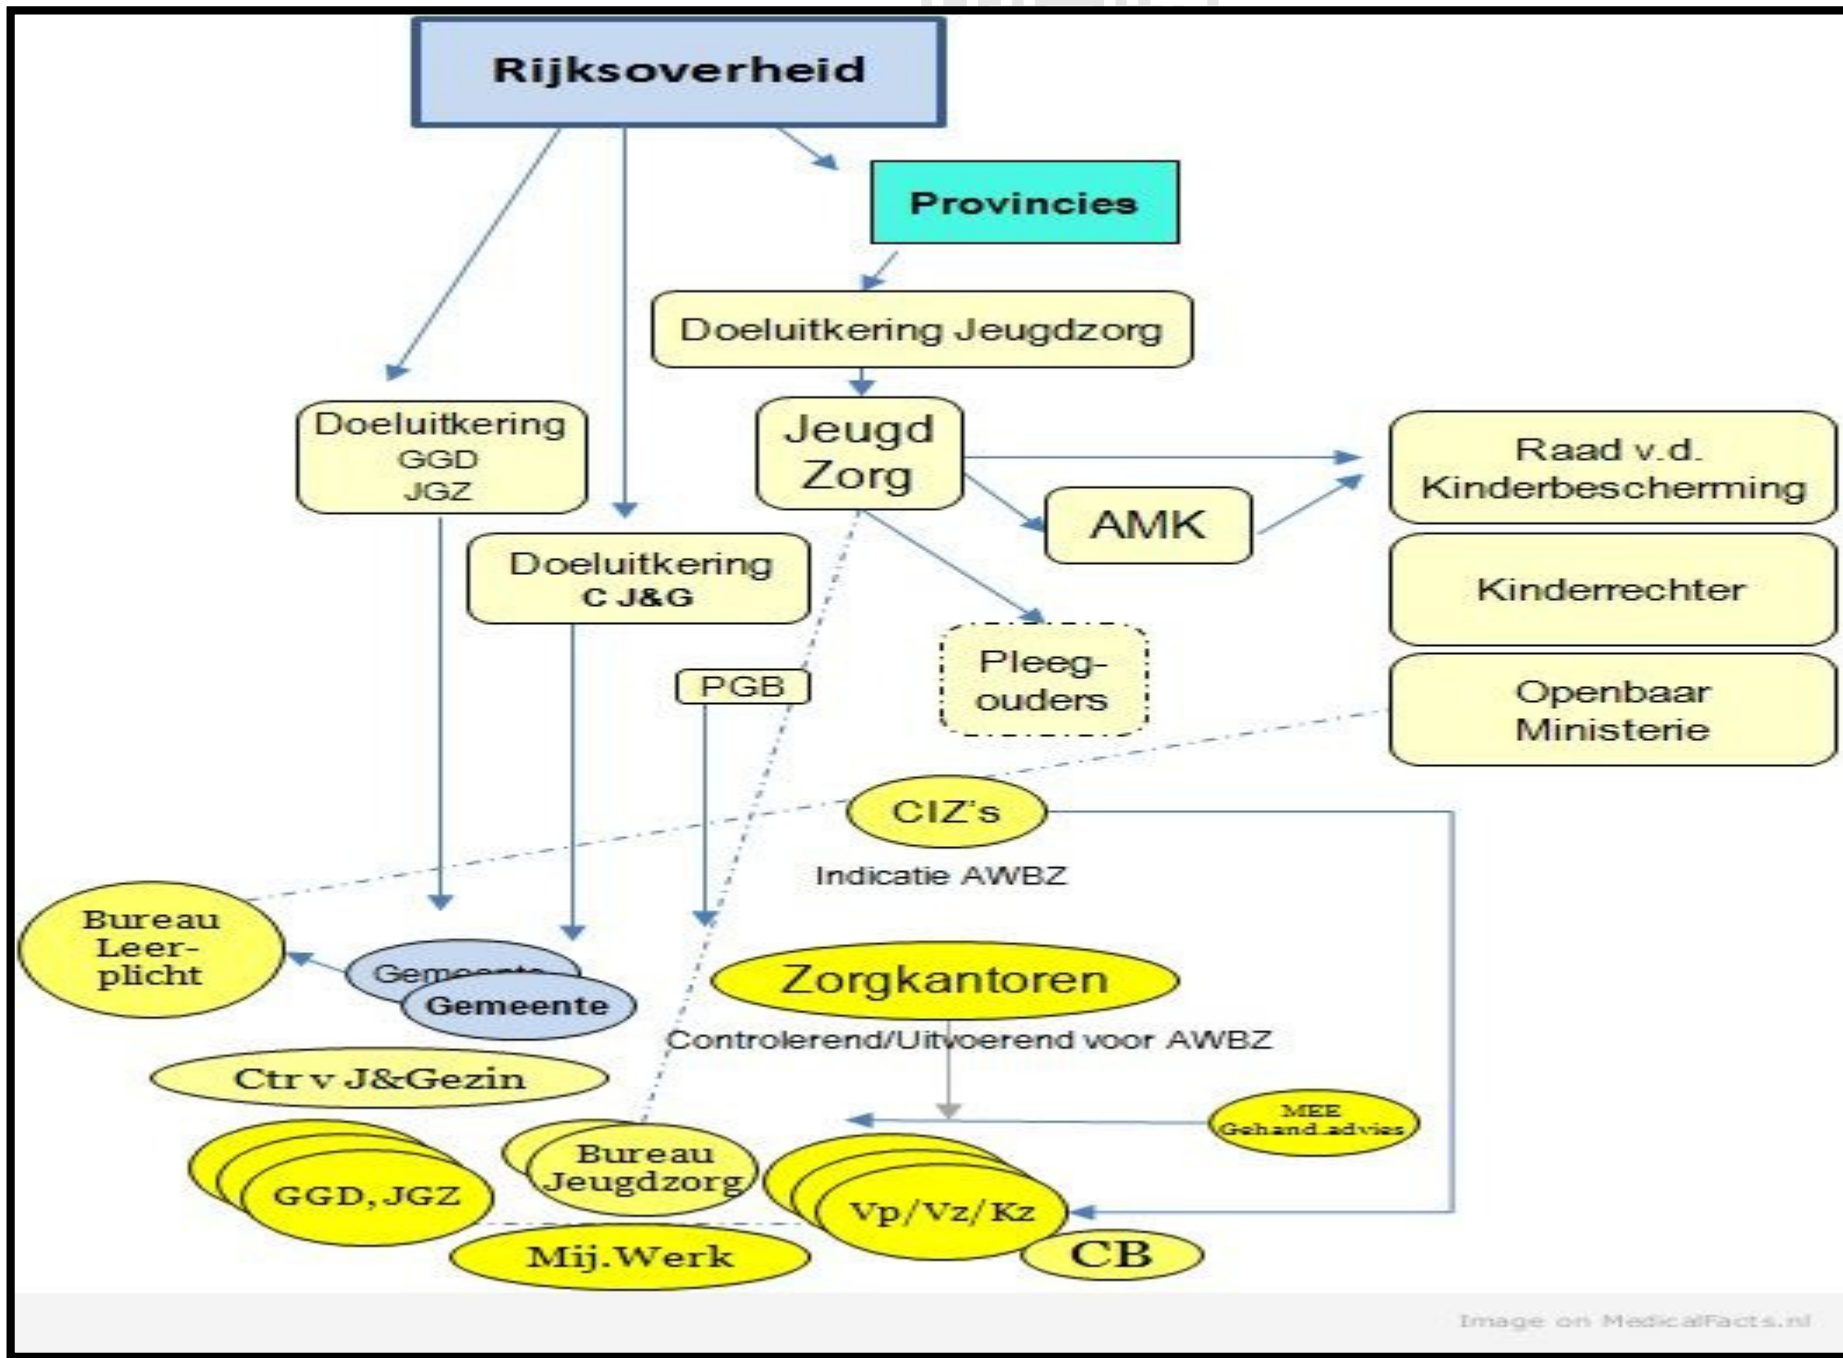 Rijksoverheid
Provincies
Doeluitkering Jeugdzorg
Doeluitkering
GGD
JGZ
Jeugd
Zorg
Raad v.d.
Kinderbescherming
AMK
Doeluitkering
C J&G
Kinderrechter
Pleeg-
ouders
PGB
Openbaar
Ministerie
CIZ's
Indicatie AWBZ
Bureau
Leer-
plicht
Gemeente
Gemeente
Zorgkantoren
Controlerend/Uitvoerend voor AWBZ
Ctr v J&Gezin
MEE
Gehand.advies
Bureau
Jeugdzorg
GGD, JGZ
Vp/Vz/Kz
Mij.Werk
CB
Image on MedicalFacts.nl